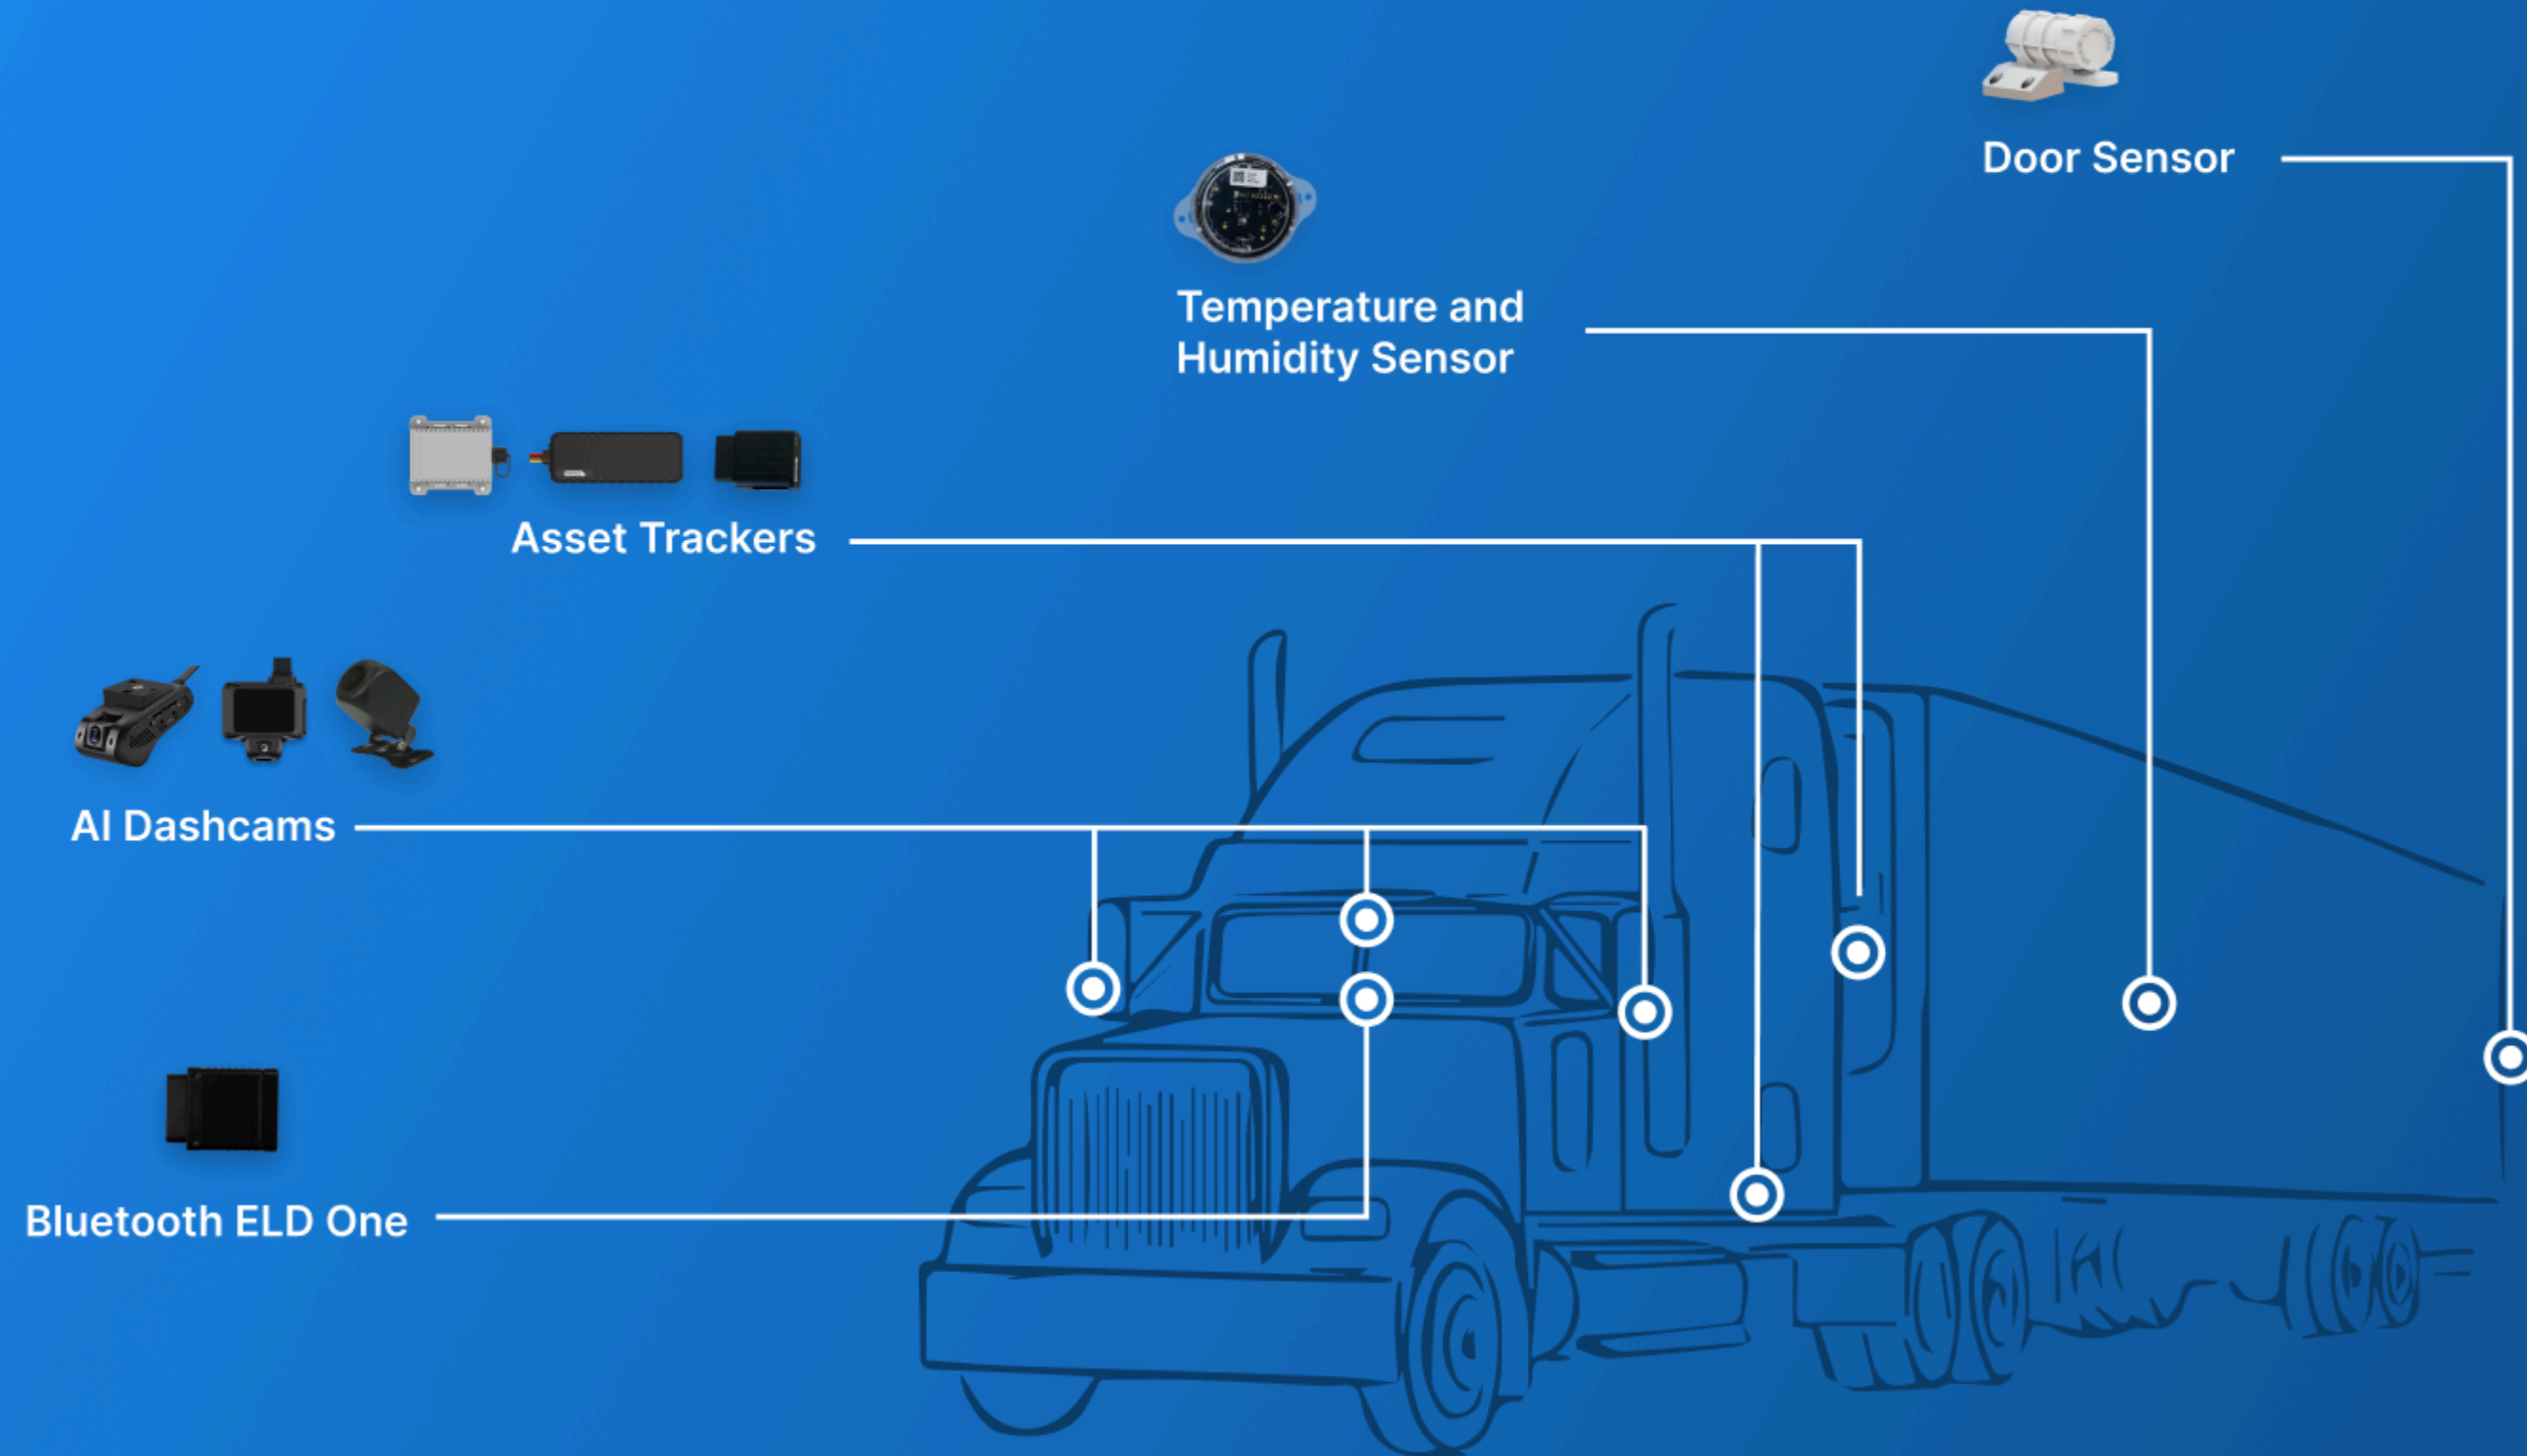 Door Sensor
Temperature and
Humidity Sensor
Asset Trackers
AI Dashcams
Bluetooth ELD One